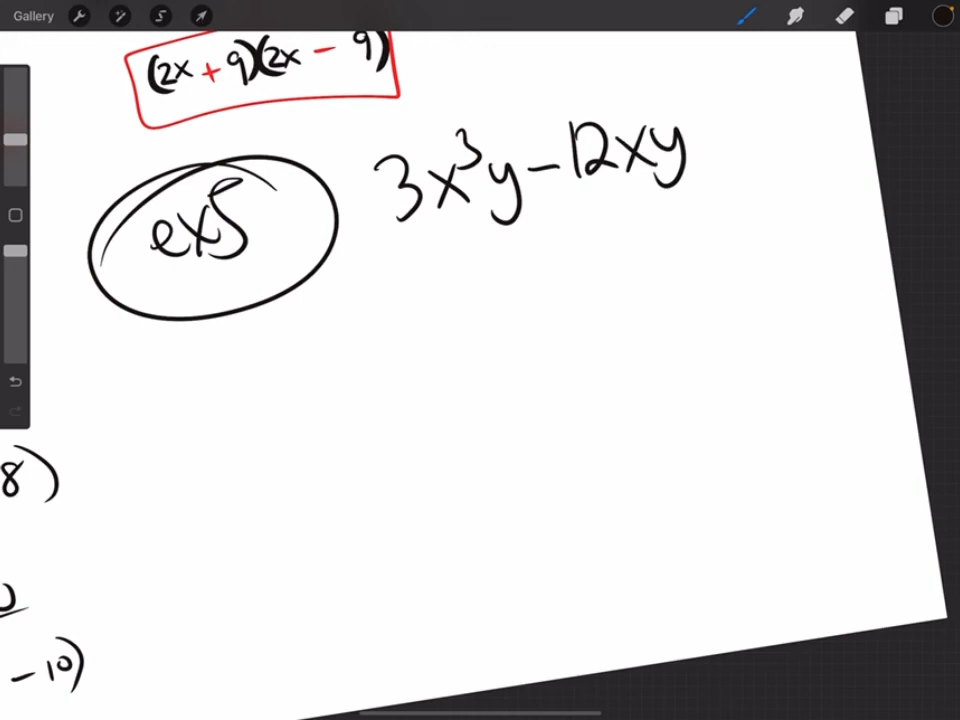 Gallery
(2x + 9)(2x - 9)
ex5 3x³y - 12xy
8)
- 10)